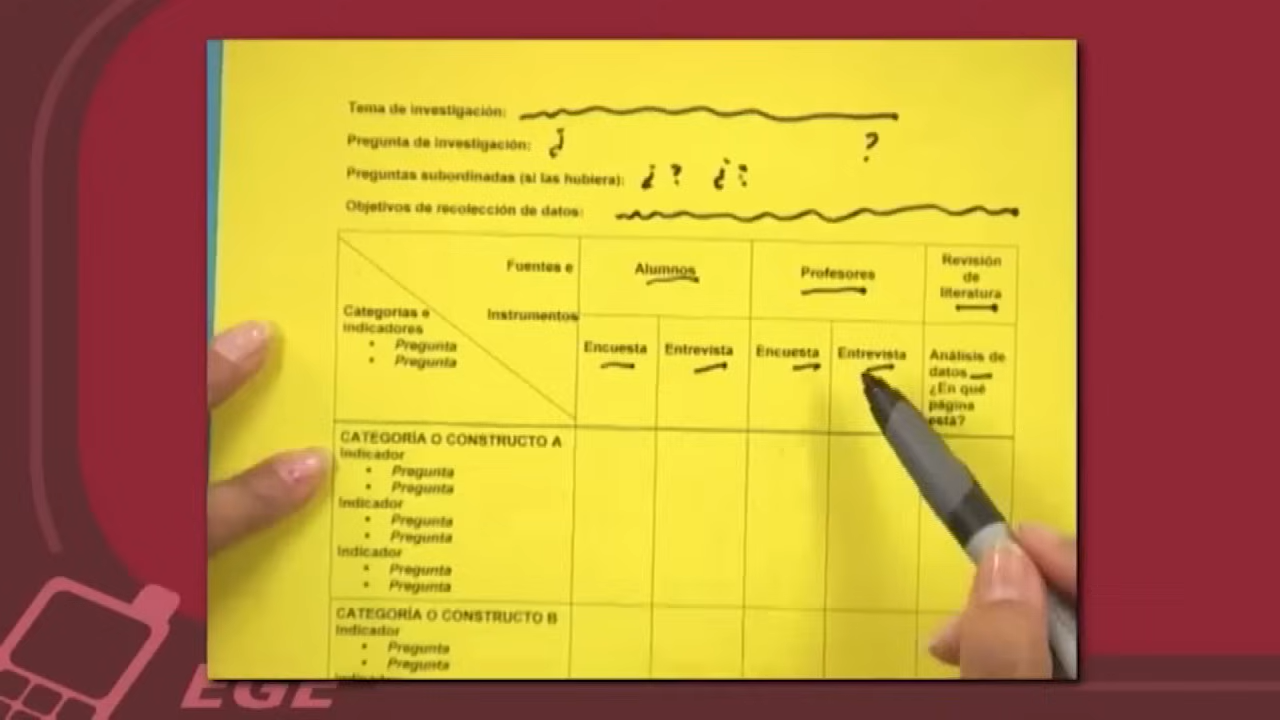 Tema de investigación:
Pregunta de investigación: ¿ ?
Preguntas subordinadas (si las hubiera): ¿? ¿?
Objetivos de recolección de datos:
Fuentes e
Instrumentos
Categorías e
indicadores
• Pregunta
• Pregunta
Alumnos
Profesores
Revisión
de
literatura
Encuesta
Entrevista
Encuesta
Entrevista
Análisis de
datos
¿En qué
página
está?
CATEGORÍA O CONSTRUCTO A
Indicador
• Pregunta
• Pregunta
Indicador
• Pregunta
• Pregunta
Indicador
• Pregunta
• Pregunta
CATEGORÍA O CONSTRUCTO B
Indicador
• Pregunta
• Pregunta
EGE